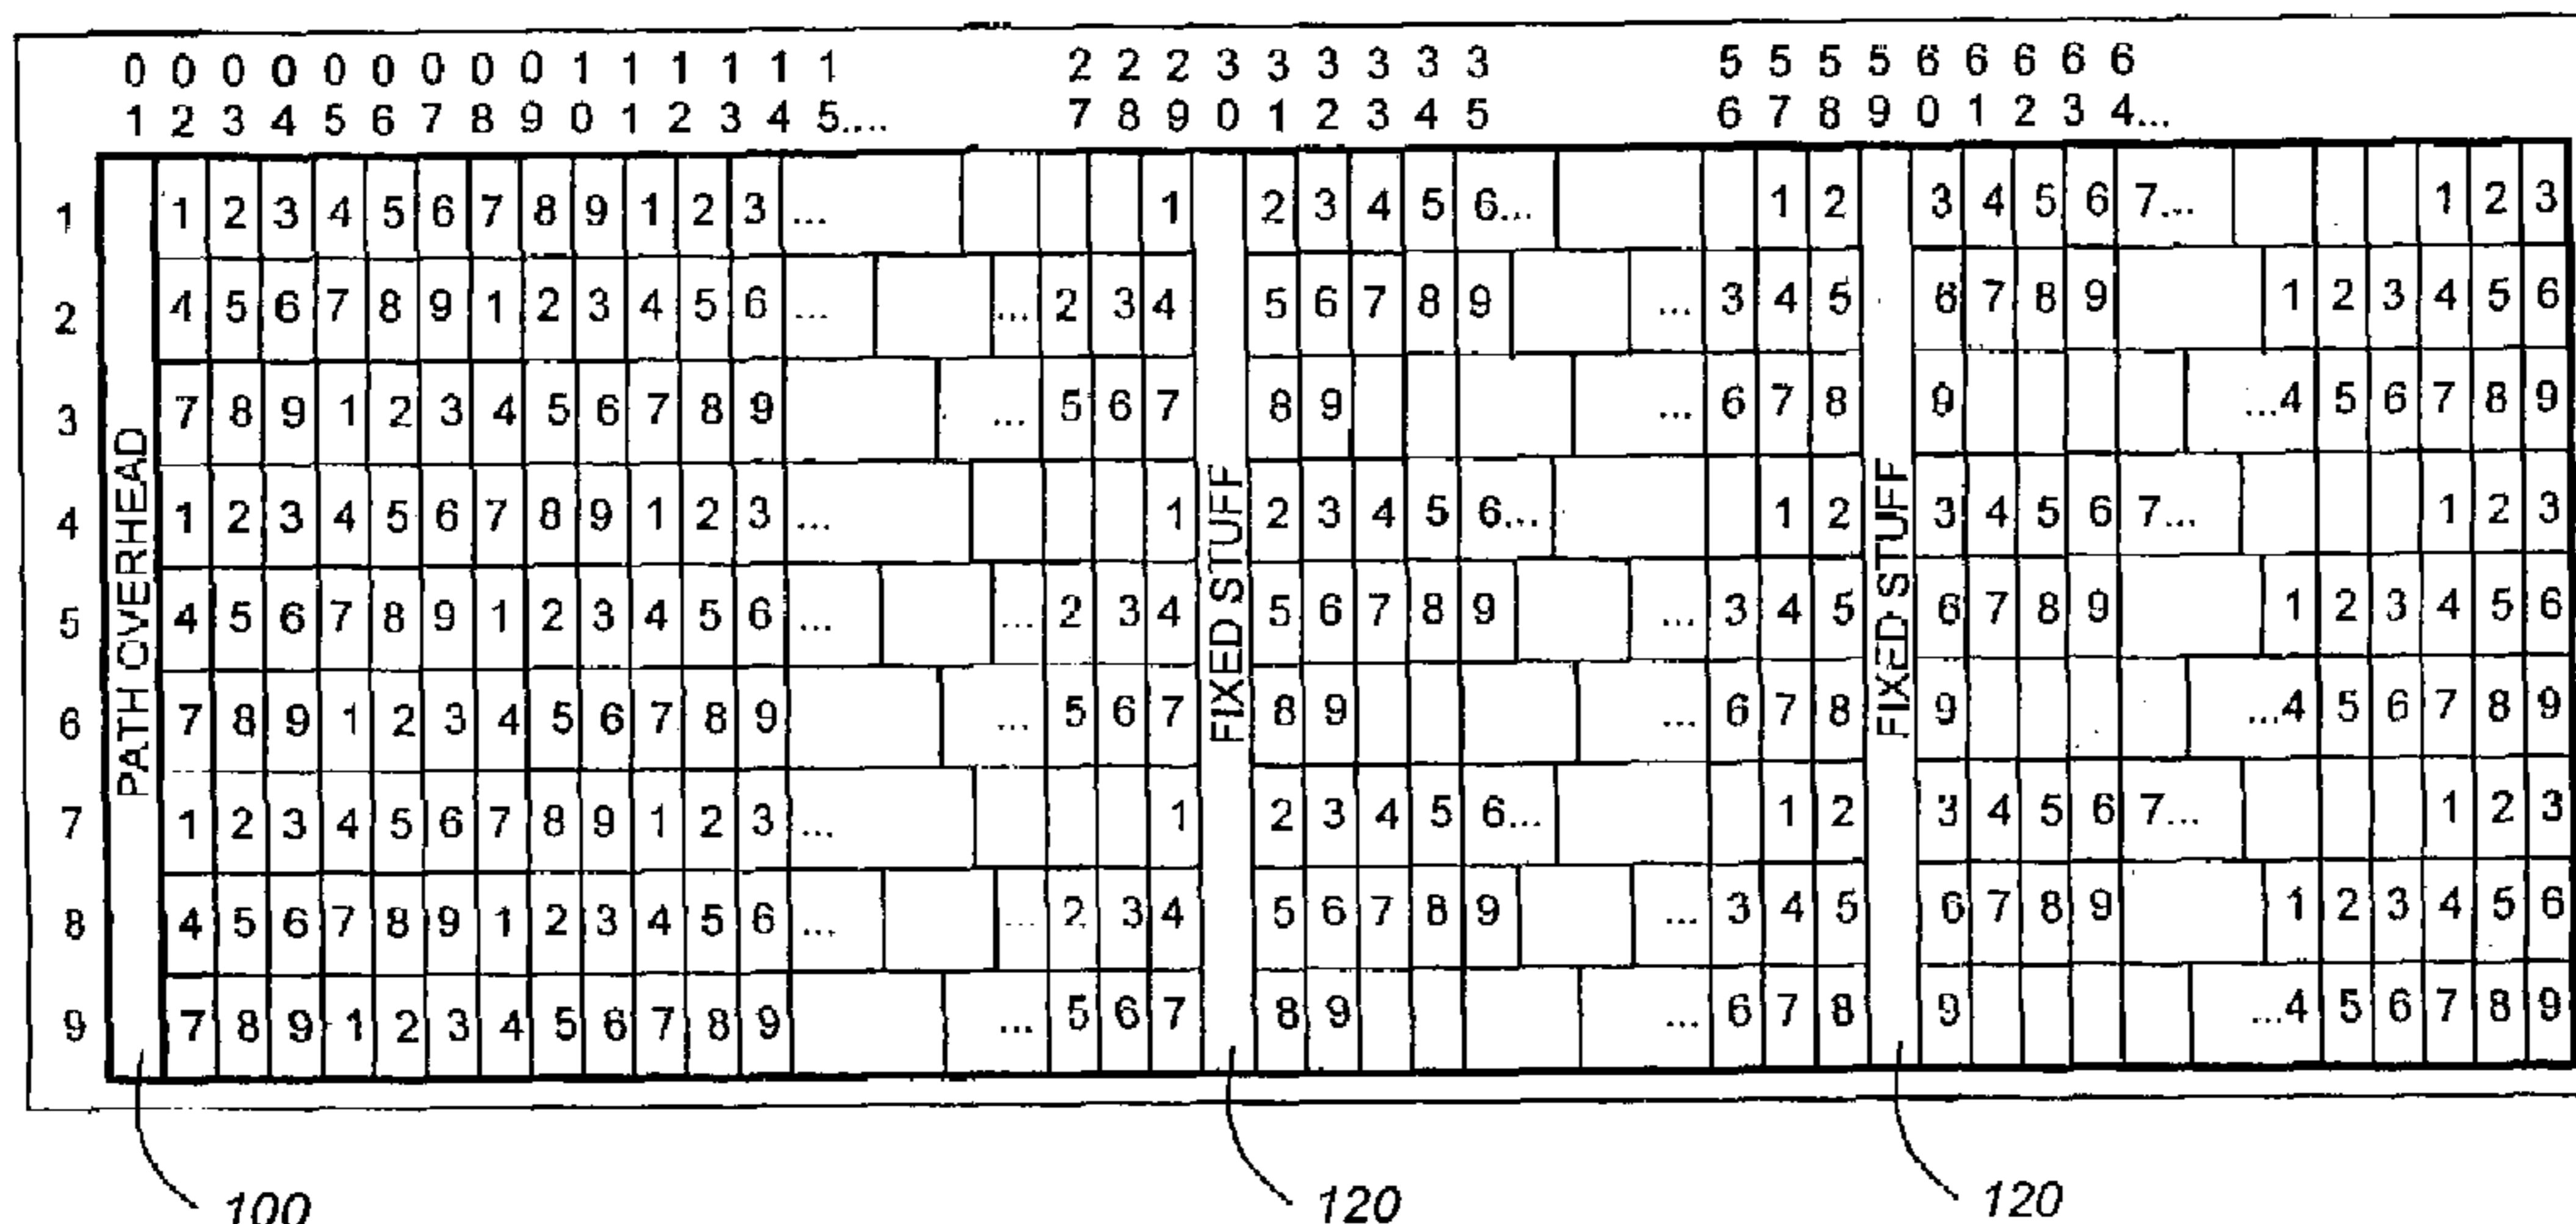 0 0 0 0 0 0 0 0 0 1 1 1 1 1 1 2 2 2 3 3 3 3 3 3 5 5 5 5 6 6 6 6 6
1 2 3 4 5 6 7 8 9 0 1 2 3 4 5.... 7 8 9 0 1 2 3 4 5 6 7 8 9 0 1 2 3 4...
1 1 2 3 4 5 6 7 8 9 1 2 3 ... 1 2 3 4 5 6... 1 2 3 4 5 6 7... 1 2 3
2 4 5 6 7 8 9 1 2 3 4 5 6 ... ... 2 3 4 5 6 7 8 9 ... 3 4 5 6 7 8 9 1 2 3 4 5 6
3 7 8 9 1 2 3 4 5 6 7 8 9 ... 5 6 7 8 9 ... 6 7 8 9 ...4 5 6 7 8 9
4 1 2 3 4 5 6 7 8 9 1 2 3 ... 1 2 3 4 5 6... 1 2 3 4 5 6 7... 1 2 3
5 4 5 6 7 8 9 1 2 3 4 5 6 ... ... 2 3 4 5 6 7 8 9 ... 3 4 5 6 7 8 9 1 2 3 4 5 6
6 7 8 9 1 2 3 4 5 6 7 8 9 ... 5 6 7 8 9 ... 6 7 8 9 ...4 5 6 7 8 9
7 1 2 3 4 5 6 7 8 9 1 2 3 ... 1 2 3 4 5 6... 1 2 3 4 5 6 7... 1 2 3
8 4 5 6 7 8 9 1 2 3 4 5 6 ... ... 2 3 4 5 6 7 8 9 ... 3 4 5 6 7 8 9 1 2 3 4 5 6
9 7 8 9 1 2 3 4 5 6 7 8 9 ... 5 6 7 8 9 ... 6 7 8 9 ...4 5 6 7 8 9
PATH OVERHEAD
FIXED STUFF
FIXED STUFF
100
120
120